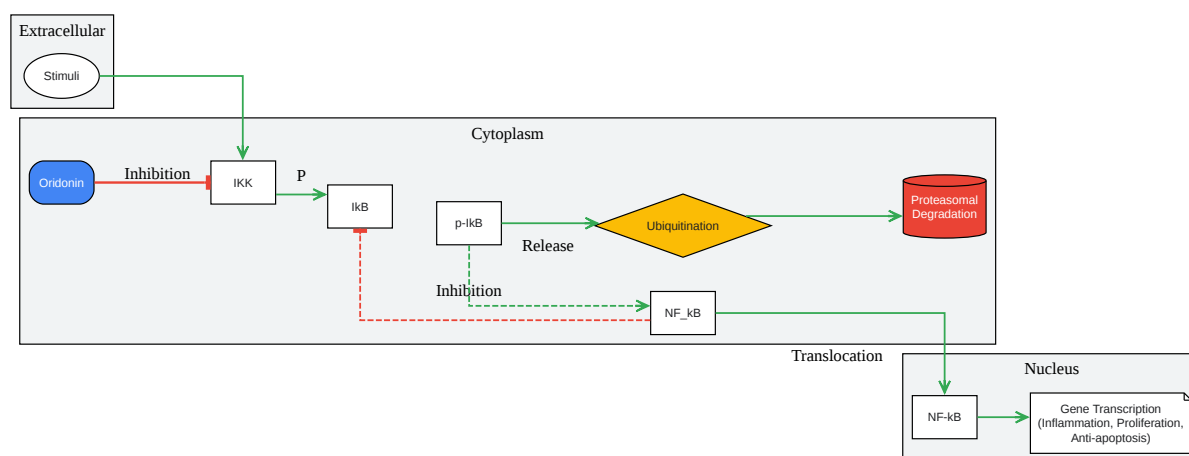 Extracellular
Stimuli
Cytoplasm
Oridonin
Inhibition
IKK
P
IkB
p-IkB
Release
Ubiquitination
Proteasomal
Degradation
Inhibition
NF_kB
Translocation
Nucleus
NF-kB
Gene Transcription
(Inflammation, Proliferation,
Anti-apoptosis)